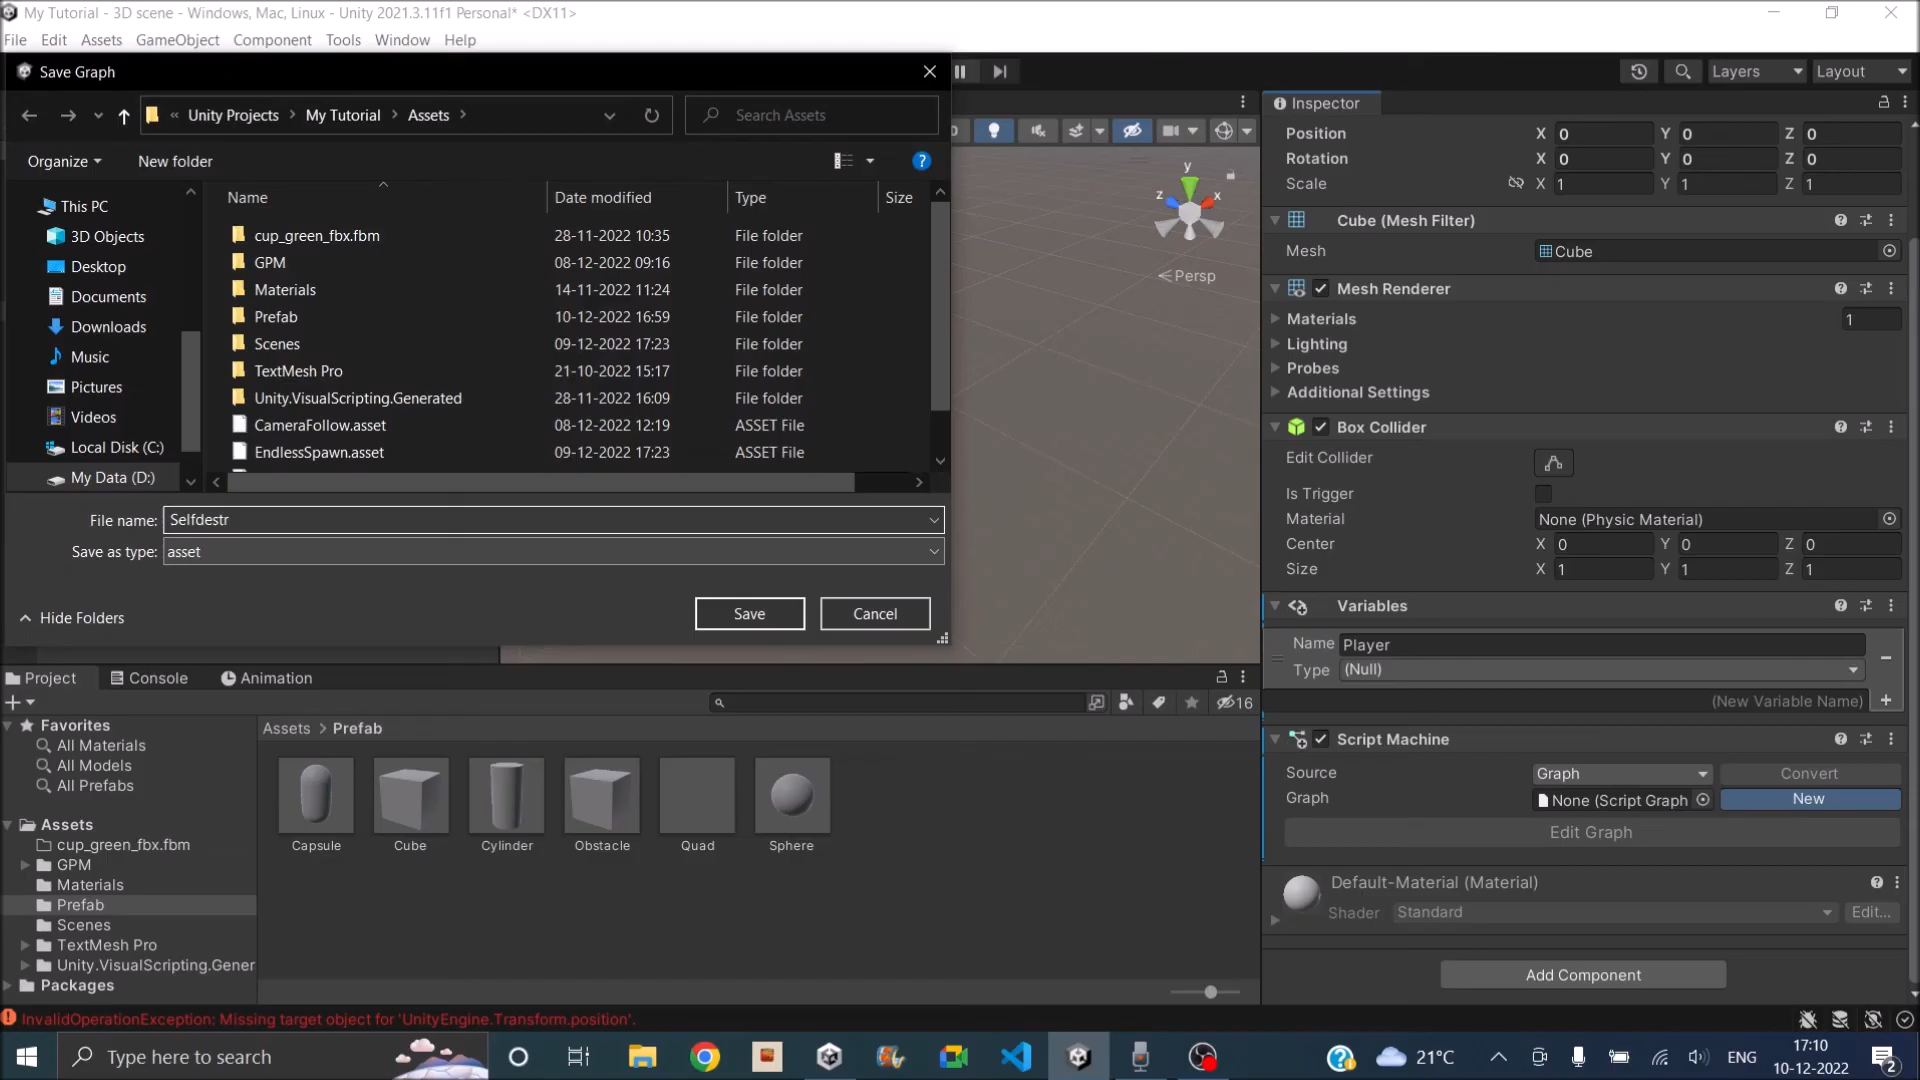 My Tutorial - 3D scene - Windows, Mac, Linux - Unity 2021.3.11f1 Personal* <DX11>
File Edit Assets GameObject Component Tools Window Help
Save Graph
« Unity Projects > My Tutorial > Assets >
Search Assets
Organize
New folder
?
This PC
3D Objects
Desktop
Documents
Downloads
Music
Pictures
Videos
Local Disk (C:)
My Data (D:)
Name Date modified Type Size
cup_green_fbx.fbm 28-11-2022 10:35 File folder
GPM 08-12-2022 09:16 File folder
Materials 14-11-2022 11:24 File folder
Prefab 10-12-2022 16:59 File folder
Scenes 09-12-2022 17:23 File folder
TextMesh Pro 21-10-2022 15:17 File folder
Unity.VisualScripting.Generated 28-11-2022 16:09 File folder
CameraFollow.asset 08-12-2022 12:19 ASSET File
EndlessSpawn.asset 09-12-2022 17:23 ASSET File
File name: Selfdestr
Save as type: asset
Hide Folders
Save
Cancel
Layers
Layout
y
z x
Persp
Inspector
Position X 0 Y 0 Z 0
Rotation X 0 Y 0 Z 0
Scale X 1 Y 1 Z 1
Cube (Mesh Filter)
Mesh Cube
Mesh Renderer
Materials 1
Lighting
Probes
Additional Settings
Box Collider
Edit Collider
Is Trigger
Material None (Physic Material)
Center X 0 Y 0 Z 0
Size X 1 Y 1 Z 1
Variables
Name Player
Type (Null)
(New Variable Name)
Script Machine
Source Graph Convert
Graph None (Script Graph New
Edit Graph
Default-Material (Material)
Shader Standard Edit...
Add Component
Project Console Animation
16
Favorites
All Materials
All Models
All Prefabs
Assets
cup_green_fbx.fbm
GPM
Materials
Prefab
Scenes
TextMesh Pro
Unity.VisualScripting.Gener
Packages
Assets > Prefab
Capsule Cube Cylinder Obstacle Quad Sphere
InvalidOperationException: Missing target object for 'UnityEngine.Transform.position'.
Type here to search
21°C
ENG
17:10
10-12-2022
2